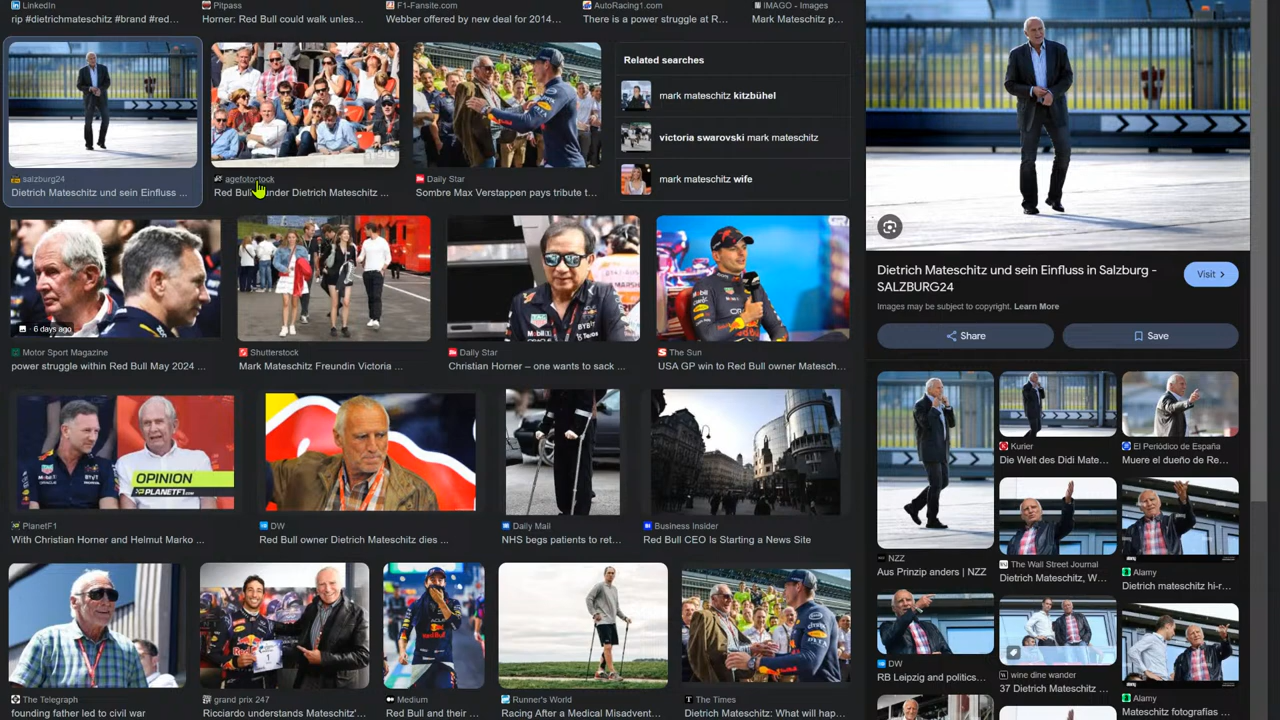 LinkedIn
rip #dietrichmateschitz #brand #red...
Pitpass
Horner: Red Bull could walk unles...
F1-Fansite.com
Webber offered by new deal for 2014...
AutoRacing1.com
There is a power struggle at R...
IMAGO - Images
Mark Mateschitz P...
salzburg24
Dietrich Mateschitz und sein Einfluss ...
agefotostock
Red Bull under Dietrich Mateschitz ...
Daily Star
Sombre Max Verstappen pays tribute t...
Related searches
mark mateschitz kitzbühel
victoria swarovski mark mateschitz
mark mateschitz wife
6 days ago
Motor Sport Magazine
power struggle within Red Bull May 2024 ...
Shutterstock
Mark Mateschitz Freundin Victoria ...
Daily Star
Christian Horner – one wants to sack ...
The Sun
USA GP win to Red Bull owner Matesch...
OPINION
PLANETF1.com
PlanetF1
With Christian Horner and Helmut Marko ...
DW
Red Bull owner Dietrich Mateschitz dies ...
Daily Mail
NHS begs patients to ret...
Business Insider
Red Bull CEO Is Starting a News Site
The Telegraph
founding father led to civil war
grand prix 247
Ricciardo understands Mateschitz'...
Medium
Red Bull and their ...
Runner's World
Racing After a Medical Misadvent...
The Times
Dietrich Mateschitz: What will hap...
Dietrich Mateschitz und sein Einfluss in Salzburg -
SALZBURG24
Visit
Images may be subject to copyright. Learn More
Share
Save
NZZ
Aus Prinzip anders | NZZ
Kurier
Die Welt des Didi Mate...
El Periódico de España
Muere el dueño de Re...
The Wall Street Journal
Dietrich Mateschitz, W...
Alamy
Dietrich mateschitz hi-r...
DW
RB Leipzig and politics...
wine dine wander
37 Dietrich Mateschitz ...
Alamy
Mateschitz fotografías ...